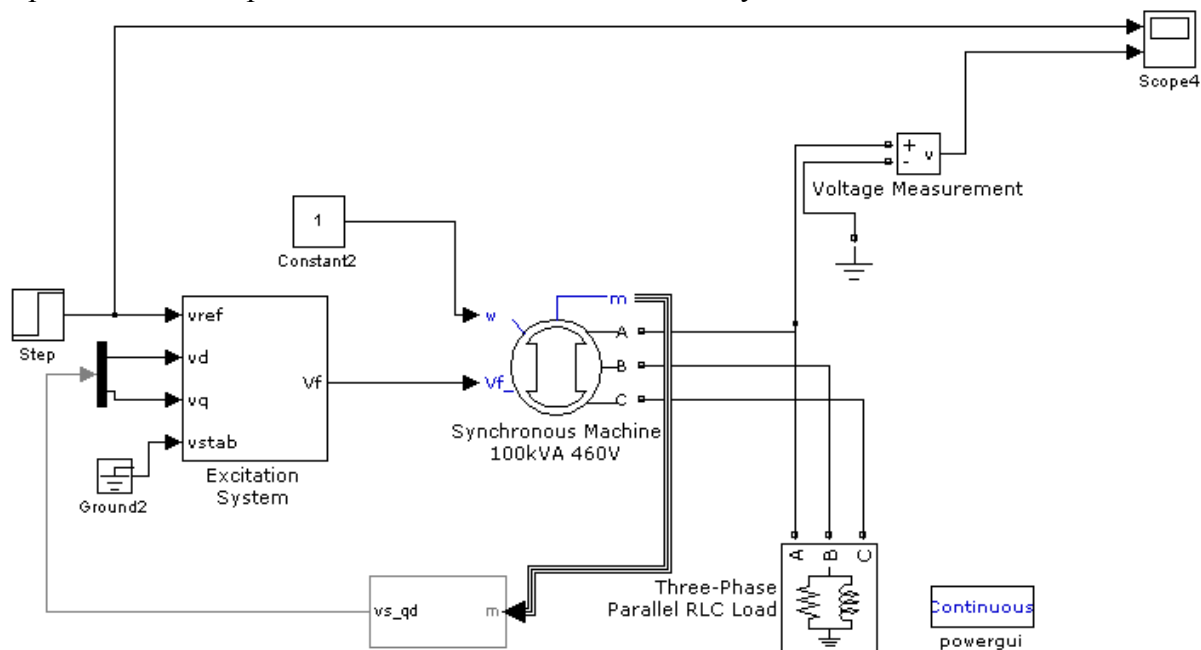 Scope4
+
-
v
Voltage Measurement
1
Constant2
Step
vref
vd
vq
vstab
Vf
Excitation
System
Ground2
w
Vf_
m
A
B
C
Synchronous Machine
100kVA 460V
vs_qd
m
A
B
C
Three-Phase
Parallel RLC Load
Continuous
powergui